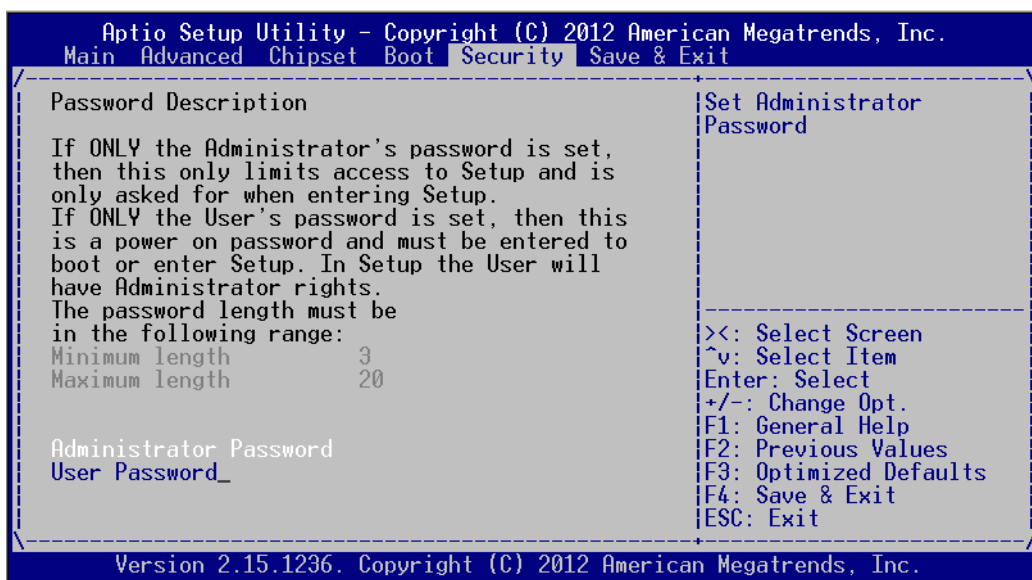 Aptio Setup Utility – Copyright (C) 2012 American Megatrends, Inc.
Main Advanced Chipset Boot Security Save & Exit
Password Description
If ONLY the Administrator's password is set,
then this only limits access to Setup and is
only asked for when entering Setup.
If ONLY the User's password is set, then this
is a power on password and must be entered to
boot or enter Setup. In Setup the User will
have Administrator rights.
The password length must be
in the following range:
Minimum length 3
Maximum length 20
Administrator Password
User Password_
Set Administrator
Password
><: Select Screen
^v: Select Item
Enter: Select
+/-: Change Opt.
F1: General Help
F2: Previous Values
F3: Optimized Defaults
F4: Save & Exit
ESC: Exit
Version 2.15.1236. Copyright (C) 2012 American Megatrends, Inc.